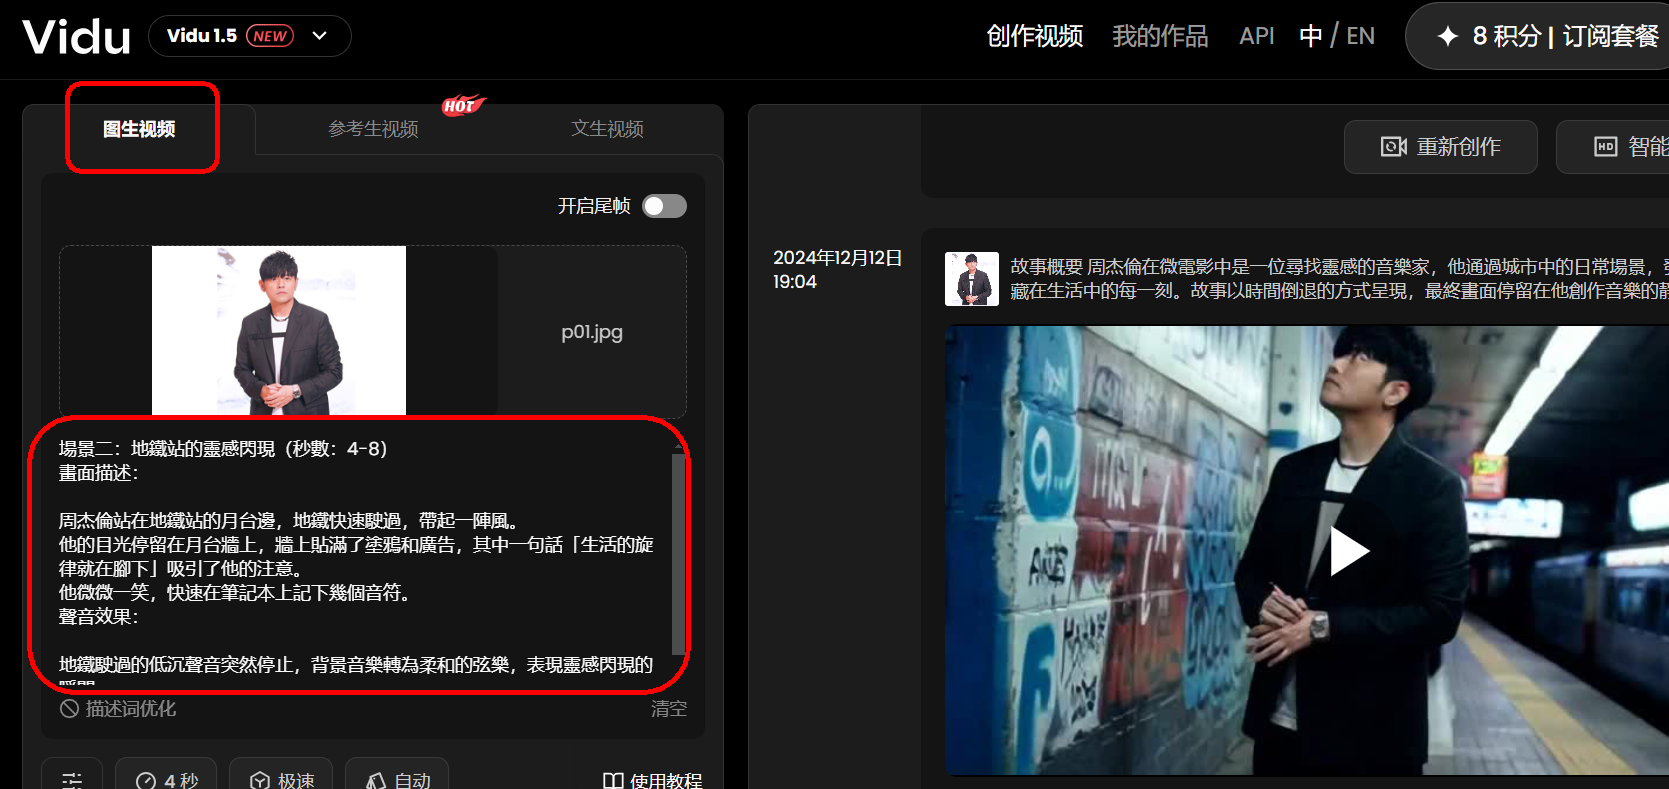 Vidu
Vidu 1.5 NEW
创作视频 我的作品 API 中 / EN
8 积分 | 订阅套餐
图生视频
参考生视频
HOT
文生视频
开启尾帧
p01.jpg
場景二：地鐵站的靈感閃現（秒數：4-8）
畫面描述：
周杰倫站在地鐵站的月台邊，地鐵快速駛過，帶起一陣風。
他的目光停留在月台牆上，牆上貼滿了塗鴉和廣告，其中一句話「生活的旋
律就在腳下」吸引了他的注意。
他微微一笑，快速在筆記本上記下幾個音符。
聲音效果：
地鐵駛過的低沉聲音突然停止，背景音樂轉為柔和的弦樂，表現靈感閃現的
描述词优化
清空
4 秒
极速
自动
使用教程
重新创作
HD 智能
2024年12月12日
19:04
故事概要 周杰倫在微電影中是一位尋找靈感的音樂家，他通過城市中的日常場景，
藏在生活中的每一刻。故事以時間倒退的方式呈現，最終畫面停留在他創作音樂的靜